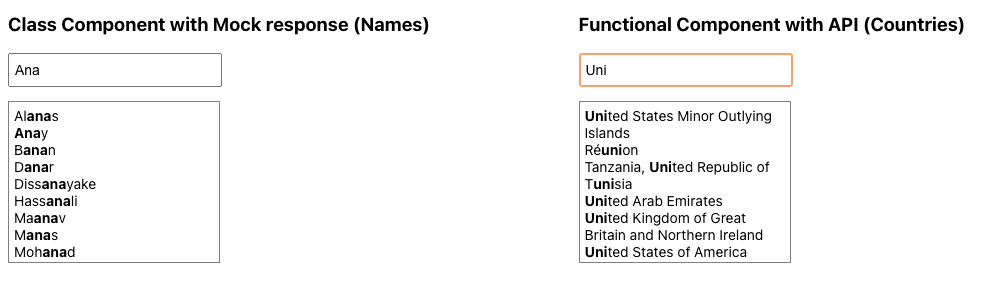 Class Component with Mock response (Names)
Ana
Alanas
Anay
Banan
Danar
Dissanayake
Hassanali
Maanav
Manas
Mohanad
Functional Component with API (Countries)
Uni
United States Minor Outlying
Islands
Réunion
Tanzania, United Republic of
Tunisia
United Arab Emirates
United Kingdom of Great
Britain and Northern Ireland
United States of America